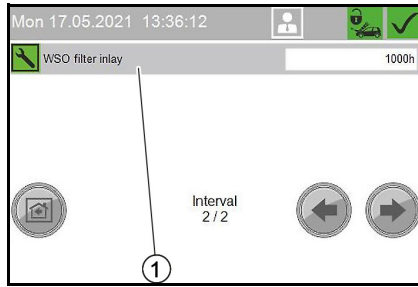 Mon 17.05.2021 13:36:12
WSO filter inlay 1000h
Interval
2 / 2
1